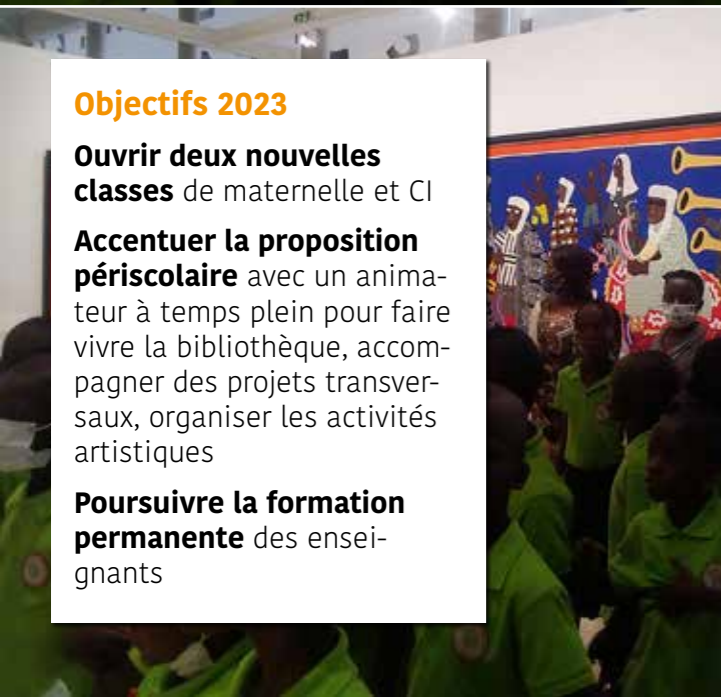 Objectifs 2023
Ouvrir deux nouvelles
classes de maternelle et CI
Accentuer la proposition
périscolaire avec un anima-
teur à temps plein pour faire
vivre la bibliothèque, accom-
pagner des projets transver-
saux, organiser les activités
artistiques
Poursuivre la formation
permanente des ensei-
gnants